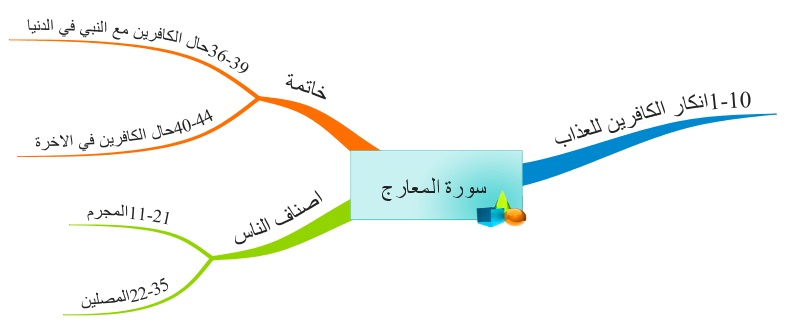 سورة المعارج
1-10انكار الكافرين للعذاب
اصناف الناس
11-21المجرم
22-35المصلين
خاتمة
36-39حال الكافرين مع النبي في الدنيا
40-44حال الكافرين في الاخرة